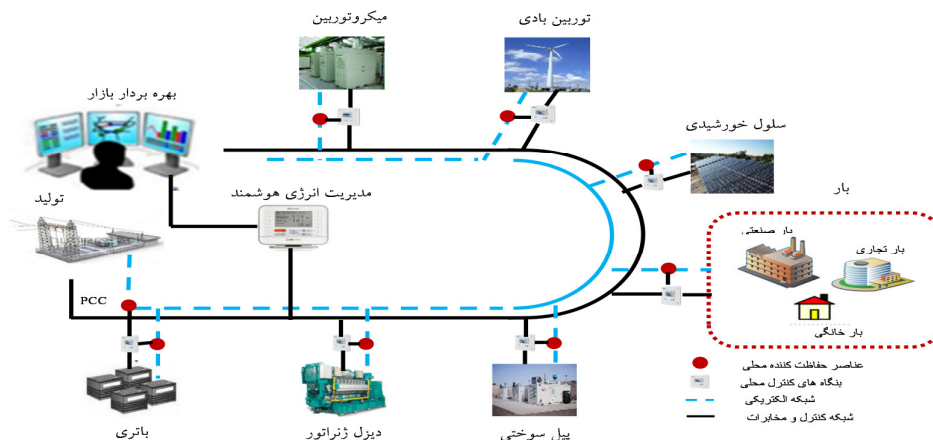 میکروتوربین
توربین بادی
بهره بردار بازار
سلول خورشیدی
تولید
مدیریت انرژی هوشمند
بار
بار صنعتی
بار تجاری
بار خانگی
PCC
عناصر حفاظت کننده محلی
بنگاه های کنترل محلی
شبکه الکتریکی
شبکه کنترل و مخابرات
باتری
دیزل ژنراتور
پیل سوختی